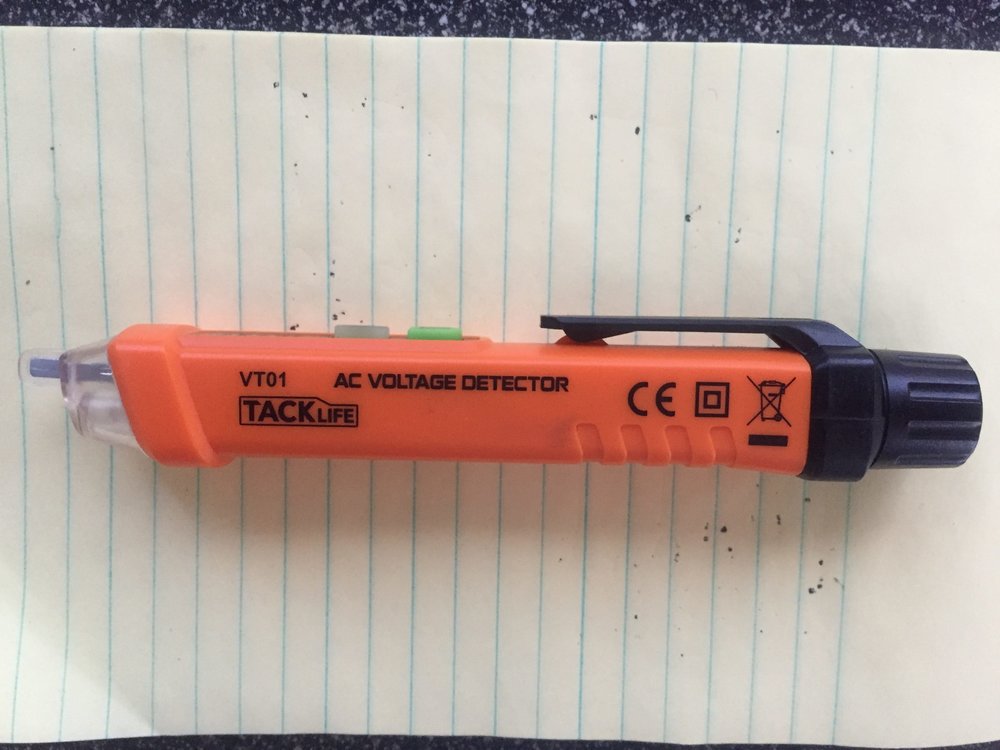 VT01 AC VOLTAGE DETECTOR
TACKLIFE
CE